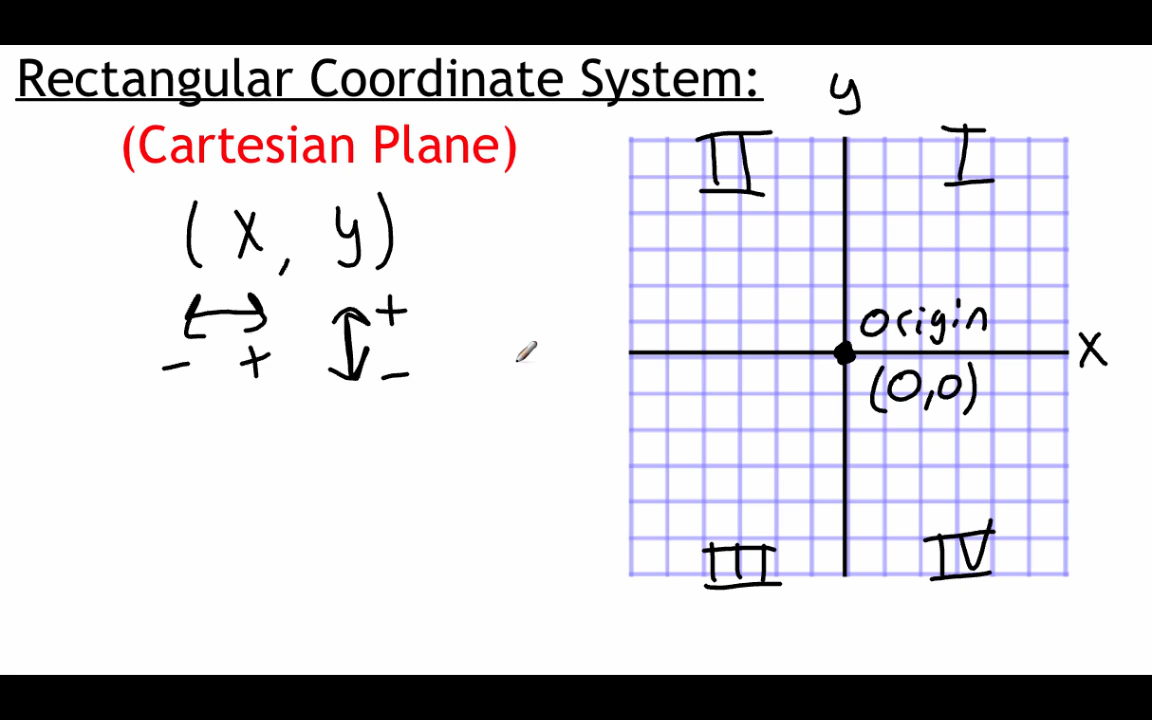 Rectangular Coordinate System:
(Cartesian Plane)
(x, y)
+
- +
-
y
II I
origin
x
(0,0)
III IV